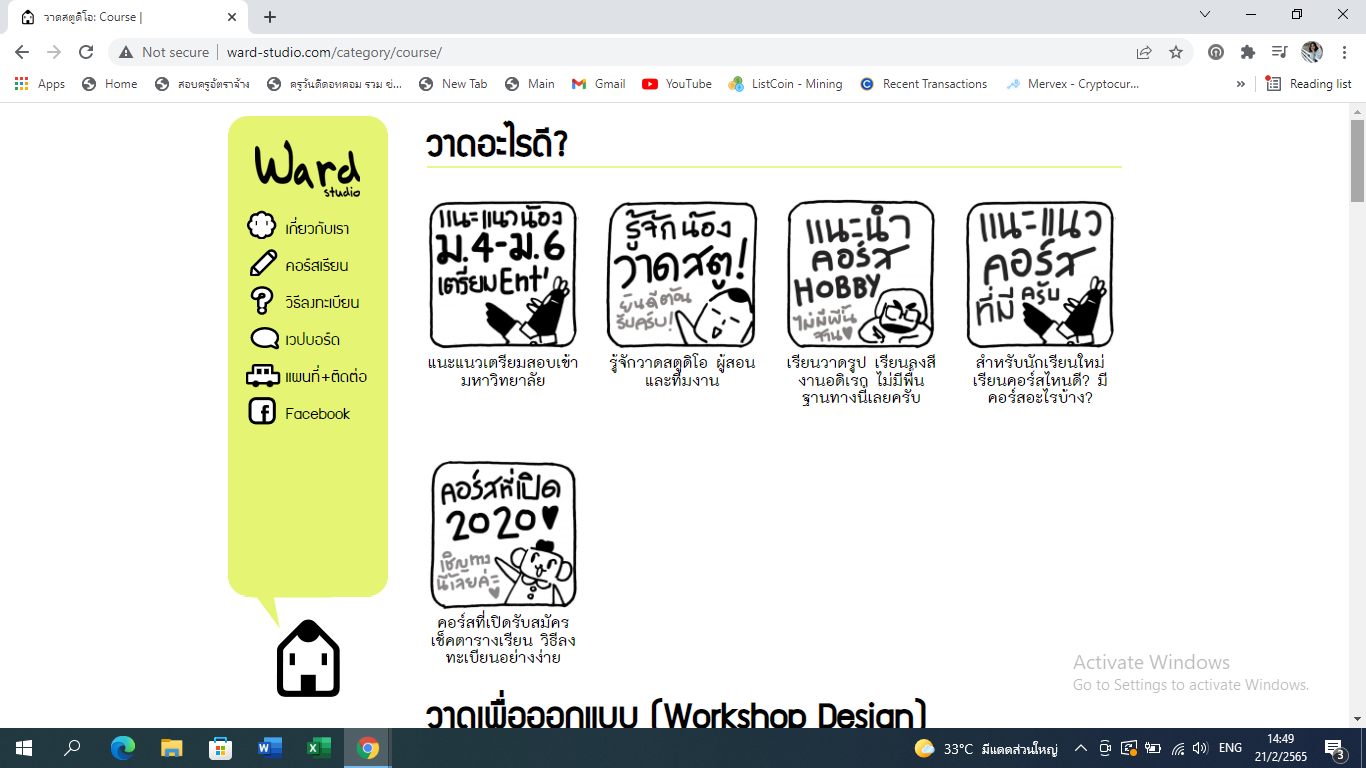 วาดสตูดิโอ: Course |
Not secure
ward-studio.com/category/course/
Apps
Home
สอบครูอัตราจ้าง
ครูวันดีดอทคอม รวม ข่...
New Tab
Main
Gmail
YouTube
ListCoin - Mining
Recent Transactions
Mervex - Cryptocur...
»
Reading list
Ward
studio
เกี่ยวกับเรา
คอร์สเรียน
วิธีลงทะเบียน
เวปบอร์ด
แผนที่+ติดต่อ
Facebook
วาดอะไรดี?
แนะแนวน้อง
ม.4-ม.6
เตรียมEnt'
แนะแนวเตรียมสอบเข้า
มหาวิทยาลัย
รู้จักน้อง
วาดสตู!
ยินดีต้อน
รับครับ!
รู้จักวาดสตูดิโอ ผู้สอน
และทีมงาน
แนะนำ
คอร์ส
HOBBY
ไม่มีพื้น
ฐาน♥
เรียนวาดรูป เรียนลงสี
งานอดิเรก ไม่มีพื้น
ฐานทางนี้เลยครับ
แนะแนว
คอร์ส
ที่มีครับ
สำหรับนักเรียนใหม่
เรียนคอร์สไหนดี? มี
คอร์สอะไรบ้าง?
คอร์สที่เปิด
2020♥
เชิญทาง
นี้เลยค่ะ
♥
คอร์สที่เปิดรับสมัคร
เช็คตารางเรียน วิธีลง
ทะเบียนอย่างง่าย
วาดเพื่อออกแบบ (Workshop Design)
Activate Windows
Go to Settings to activate Windows.
33°C มีแดดส่วนใหญ่
ENG
14:49
21/2/2565
3